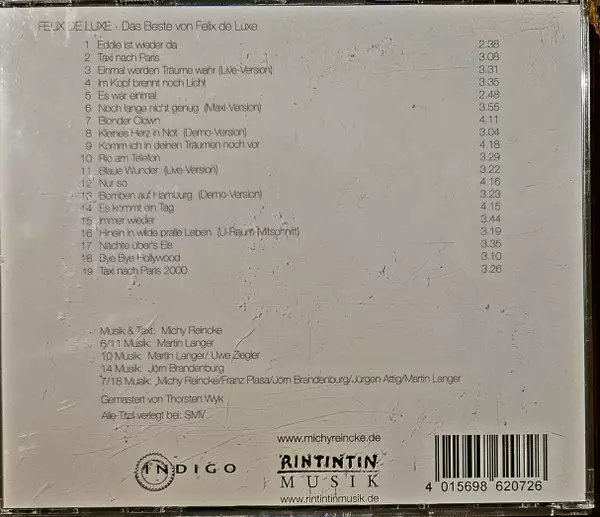 FELIX DE LUXE - Das Beste von Felix de Luxe
1 Eddie ist wieder da 2.38
2 Taxi nach Paris 3.08
3 Einmal werden Träume wahr (Live-Version) 3.31
4 Im Kopf brennt noch Licht 3.35
5 Es war einmal 2.48
6 Noch lange nicht genug (Maxi-Version) 3.55
7 Blonder Clown 4.11
8 Kleines Herz in Not (Demo-Version) 3.04
9 Komm ich in deinen Träumen noch vor 4.18
10 Rio am Telefon 3.29
11 Blaue Wunder (Live-Version) 3.22
12 Nur so 4.16
13 Bomben auf Hamburg (Demo-Version) 3.23
14 Es kommt ein Tag 4.15
15 Immer wieder 3.44
16 Hinein in wilde pralle Leben (U-Raum-Mitschnitt) 3.19
17 Nächte über's Eis 3.35
18 Bye Bye Hollywood 3.10
19 Taxi nach Paris 2000 3.26
Musik & Text: Michy Reincke
6/11 Musik: Martin Langer
10 Musik: Martin Langer/ Uwe Ziegler
14 Musik: Jörn Brandenburg
7/18 Musik: Michy Reincke/Franz Plasa/Jörn Brandenburg/Jürgen Attig/Martin Langer
Gemastert von Thorsten Wyk
Alle Titel verlegt bei: SMV
www.michyreincke.de
INDIGO
RINTINTIN
MUSIK
www.rintintinmusik.de
4 015698 620726